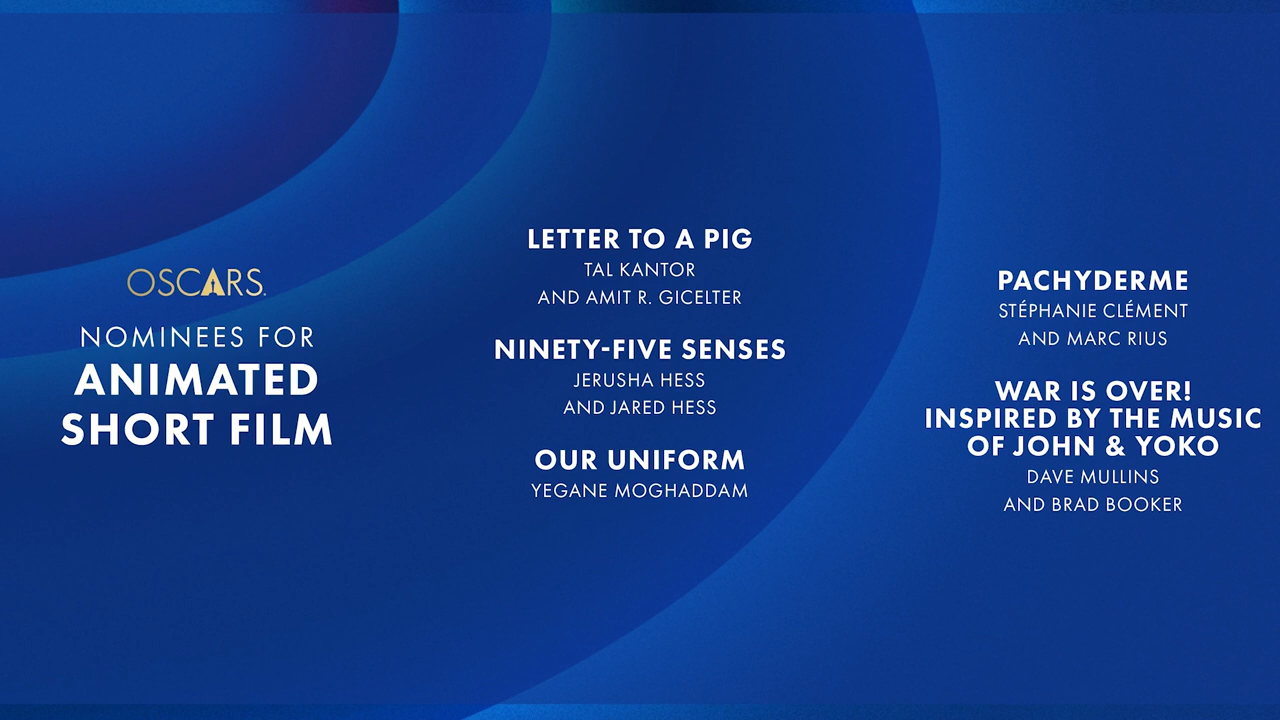 OSCARS.
NOMINEES FOR
ANIMATED
SHORT FILM
LETTER TO A PIG
TAL KANTOR
AND AMIT R. GICELTER
NINETY-FIVE SENSES
JERUSHA HESS
AND JARED HESS
OUR UNIFORM
YEGANE MOGHADDAM
PACHYDERME
STÉPHANIE CLÉMENT
AND MARC RIUS
WAR IS OVER!
INSPIRED BY THE MUSIC
OF JOHN & YOKO
DAVE MULLINS
AND BRAD BOOKER